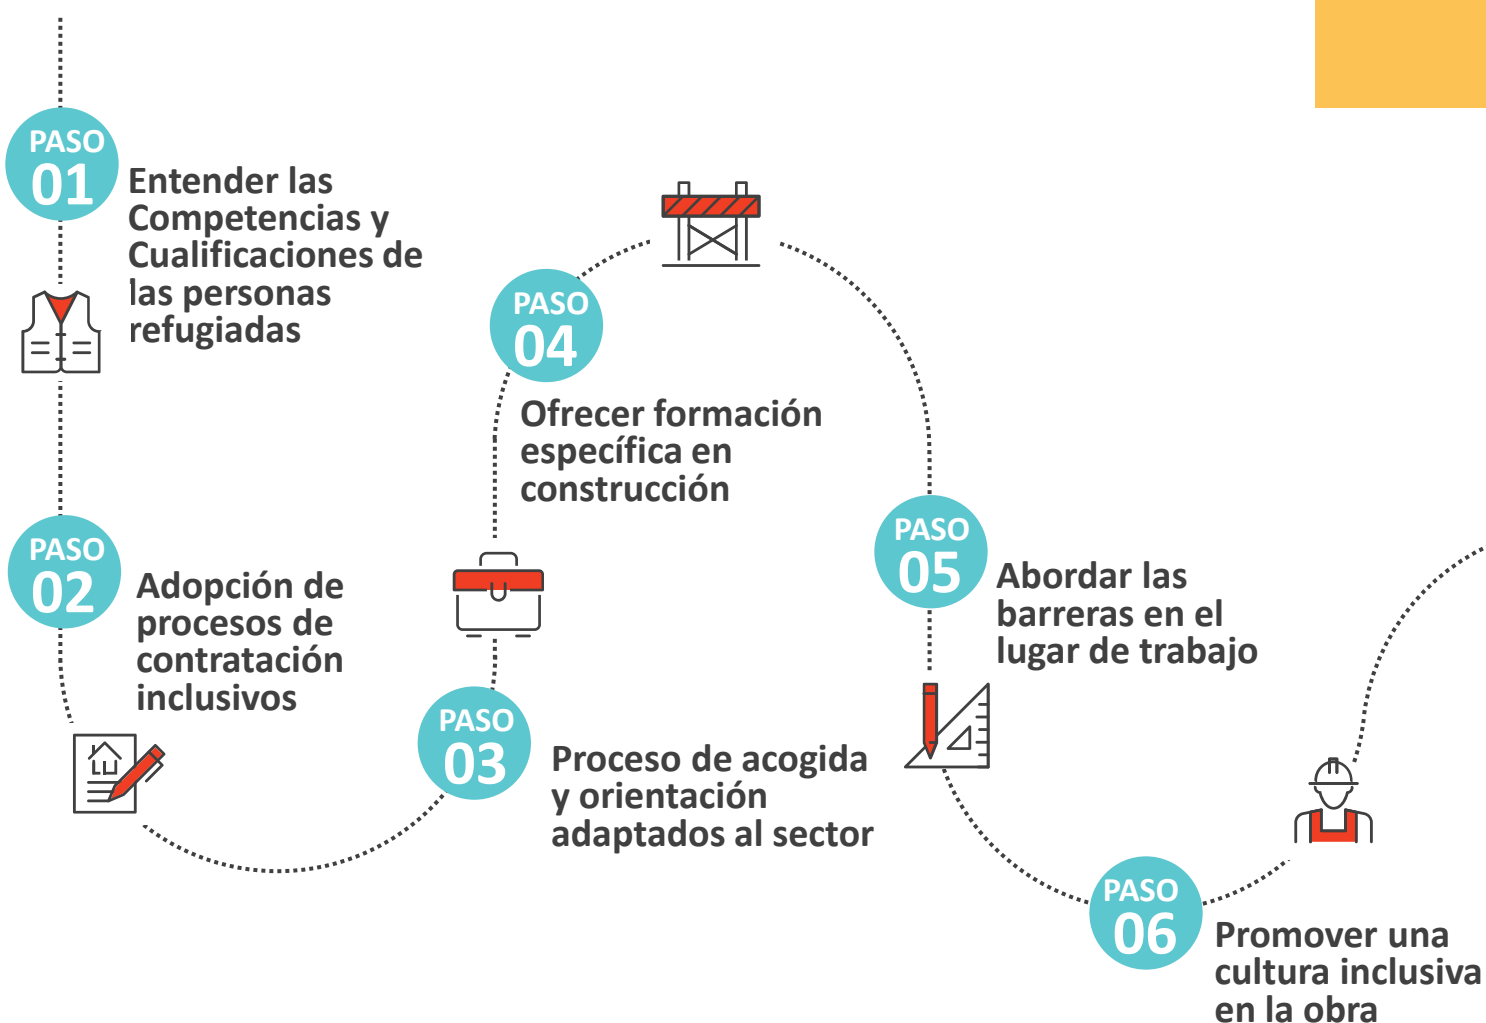 PASO
01
Entender las
Competencias y
Cualificaciones de
las personas
refugiadas
PASO
02
Adopción de
procesos de
contratación
inclusivos
PASO
03
Proceso de acogida
y orientación
adaptados al sector
PASO
04
Ofrecer formación
específica en
construcción
PASO
05
Abordar las
barreras en el
lugar de trabajo
PASO
06
Promover una
cultura inclusiva
en la obra